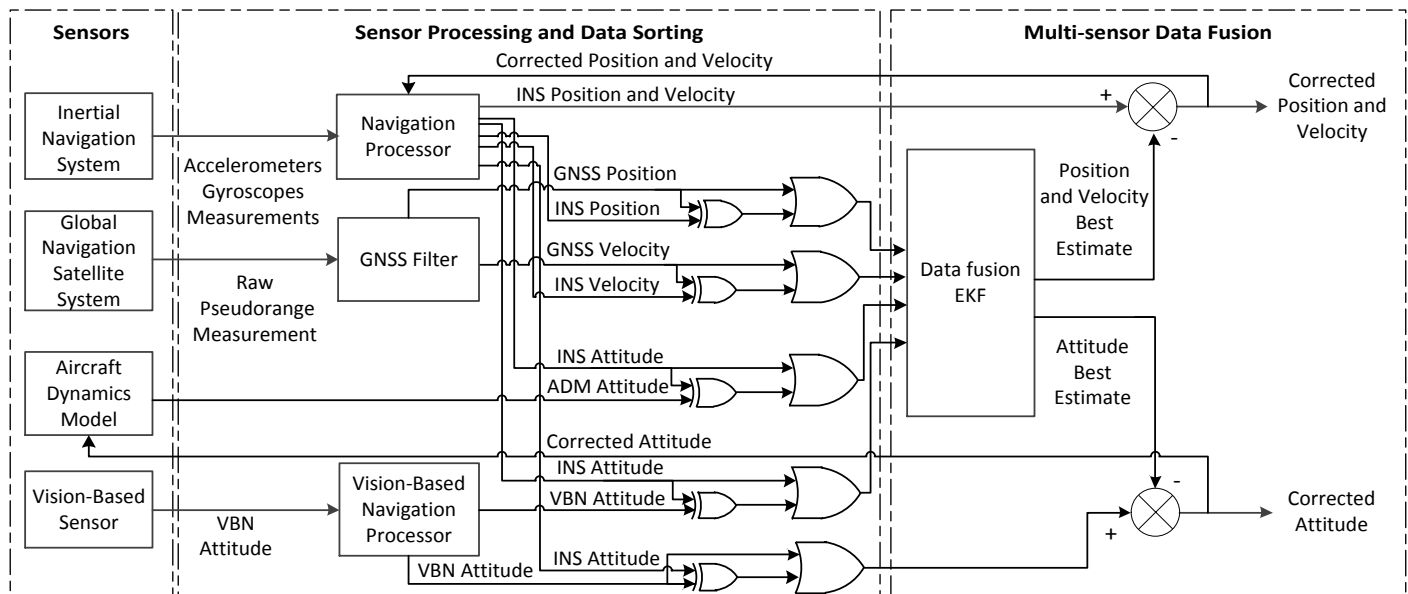 Sensors
Sensor Processing and Data Sorting
Multi-sensor Data Fusion
Corrected Position and Velocity
INS Position and Velocity
Inertial
Navigation
System
Navigation
Processor
Accelerometers
Gyroscopes
Measurements
+
-
Corrected
Position and
Velocity
GNSS Position
INS Position
Position
and Velocity
Best
Estimate
Global
Navigation
Satellite
System
Raw
Pseudorange
Measurement
GNSS Filter
GNSS Velocity
INS Velocity
Data fusion
EKF
Aircraft
Dynamics
Model
INS Attitude
ADM Attitude
Attitude
Best
Estimate
Corrected Attitude
Vision-Based
Sensor
VBN
Attitude
Vision-Based
Navigation
Processor
INS Attitude
VBN Attitude
-
+
Corrected
Attitude
INS Attitude
VBN Attitude